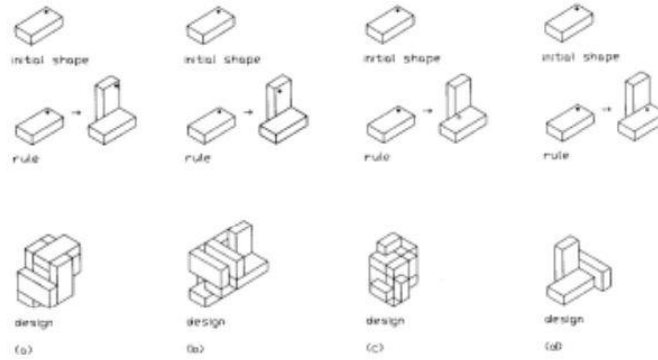 initial shape
initial shape
initial shape
initial shape
rule
rule
rule
rule
design
design
design
design
(a)
(b)
(c)
(d)